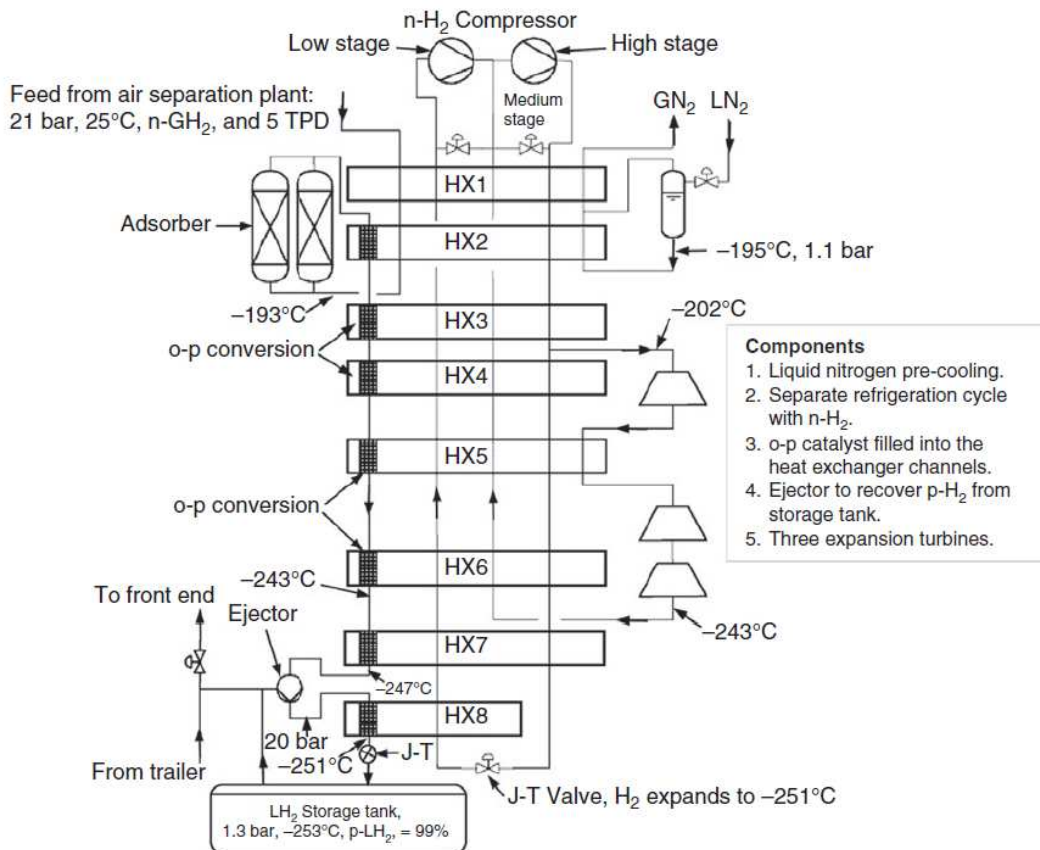 n-H₂ Compressor
Low stage
High stage
Feed from air separation plant:
21 bar, 25°C, n-GH₂, and 5 TPD
Medium
stage
GN₂ LN₂
HX1
Adsorber
HX2
–195°C, 1.1 bar
–193°C
HX3
–202°C
o-p conversion
HX4
Components
1. Liquid nitrogen pre-cooling.
2. Separate refrigeration cycle
with n-H₂.
3. o-p catalyst filled into the
heat exchanger channels.
4. Ejector to recover p-H₂ from
storage tank.
5. Three expansion turbines.
HX5
o-p conversion
HX6
–243°C
To front end
Ejector
–243°C
HX7
–247°C
HX8
20 bar
–251°C
J-T
From trailer
J-T Valve, H₂ expands to –251°C
LH₂ Storage tank,
1.3 bar, –253°C, p-LH₂, = 99%